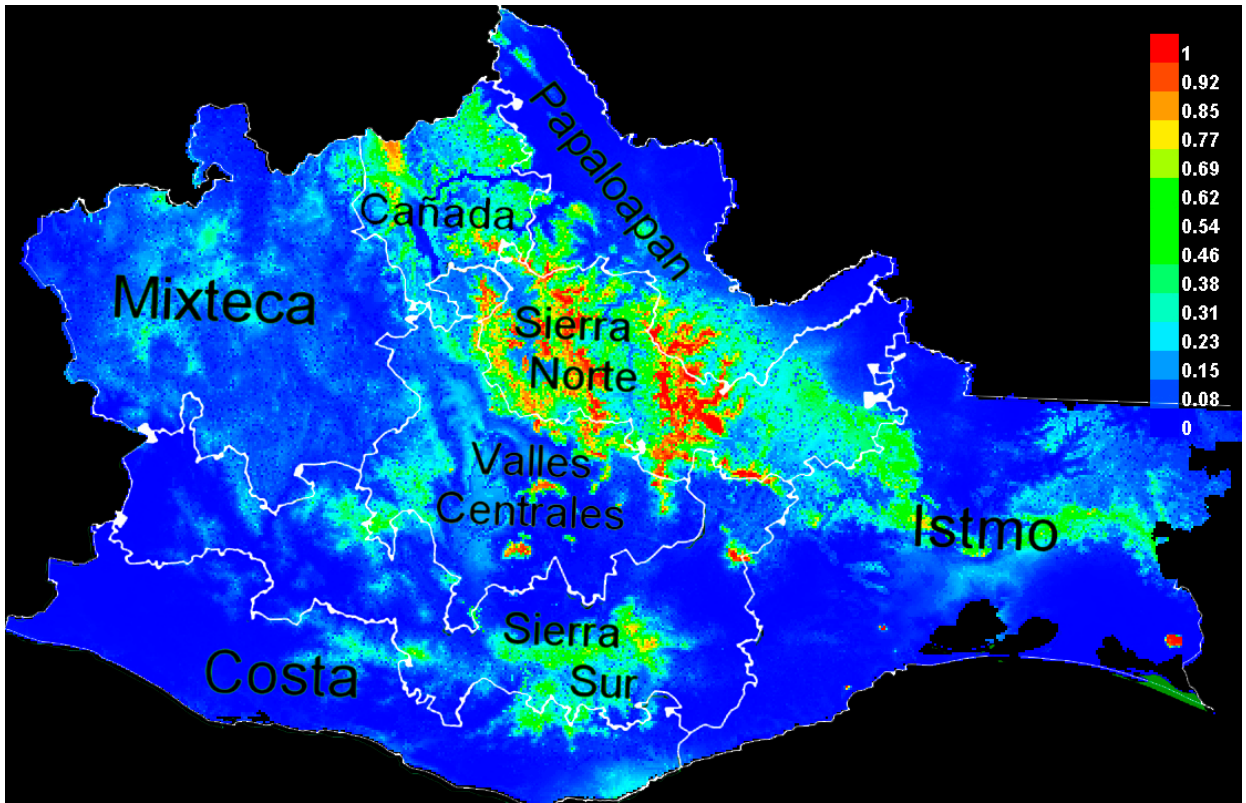 Papaloapan
Cañada
Mixteca
Sierra
Norte
Valles
Centrales
Istmo
Sierra
Sur
Costa
1
0.92
0.85
0.77
0.69
0.62
0.54
0.46
0.38
0.31
0.23
0.15
0.08
0